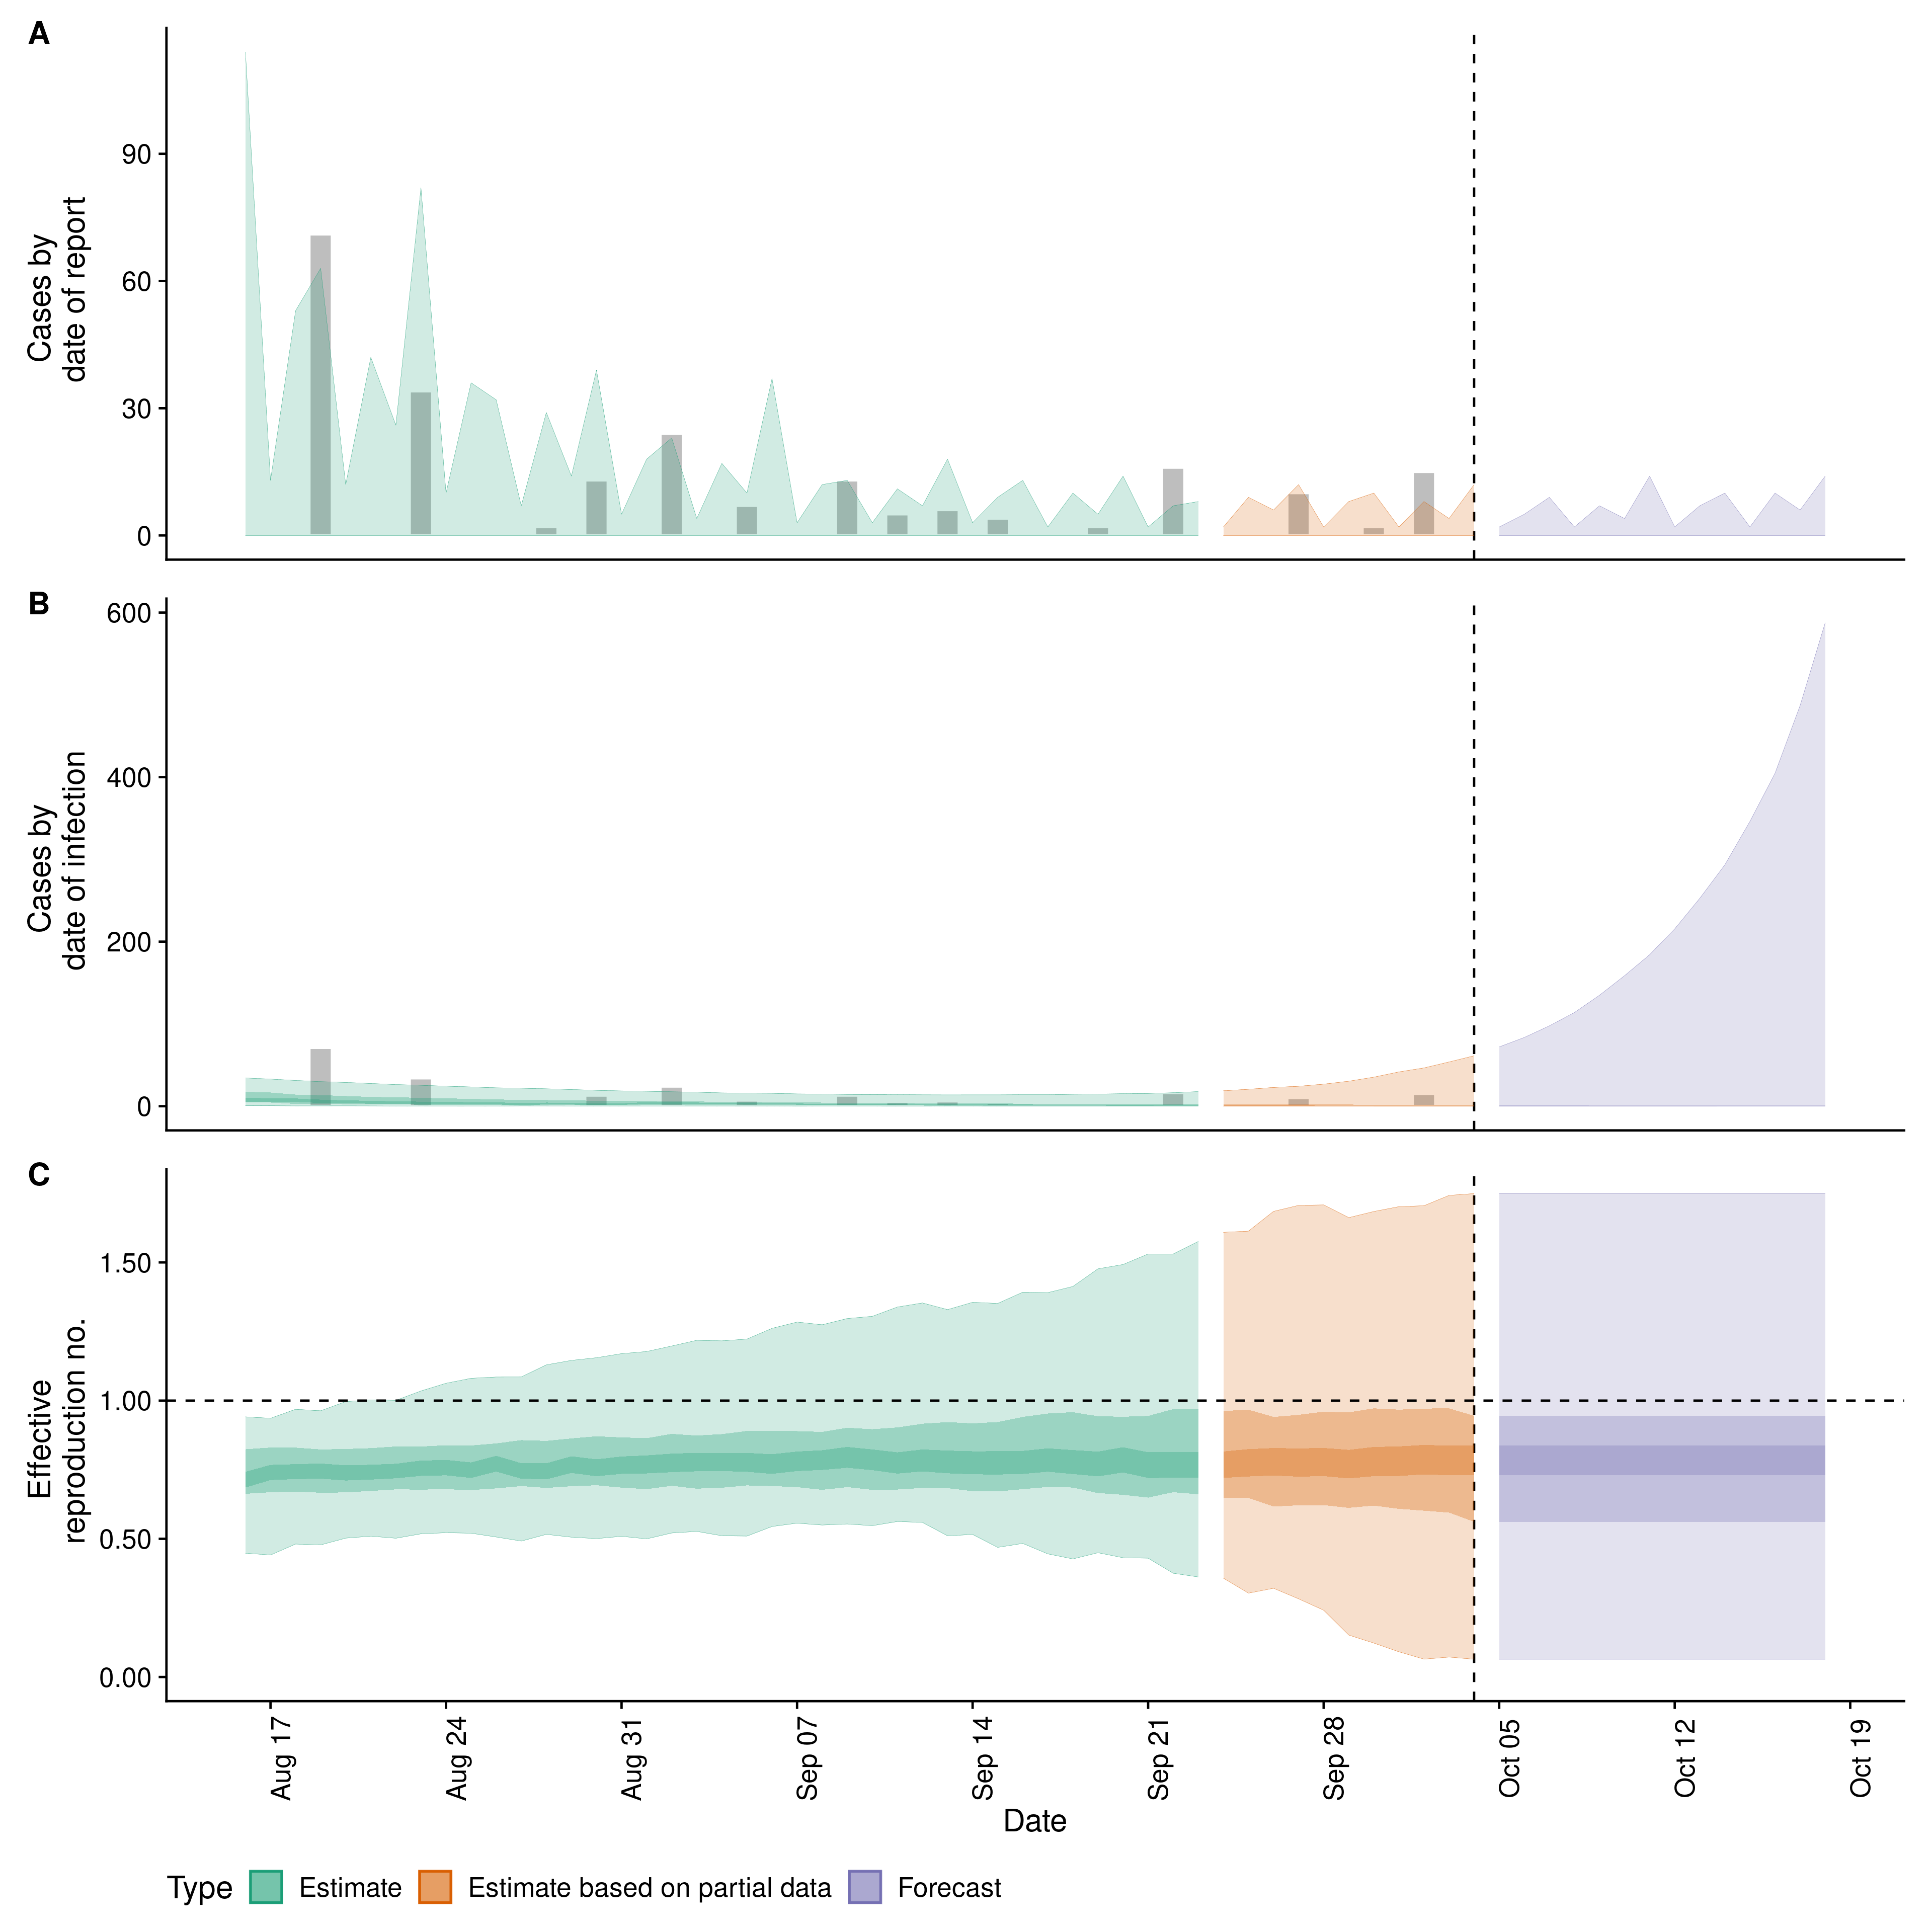 A
Cases by
date of report
90
60
30
0
B
Cases by
date of infection
600
400
200
0
C
Effective
reproduction no.
1.50
1.00
0.50
0.00
Aug 17
Aug 24
Aug 31
Sep 07
Sep 14
Sep 21
Sep 28
Oct 05
Oct 12
Oct 19
Date
Type Estimate Estimate based on partial data Forecast